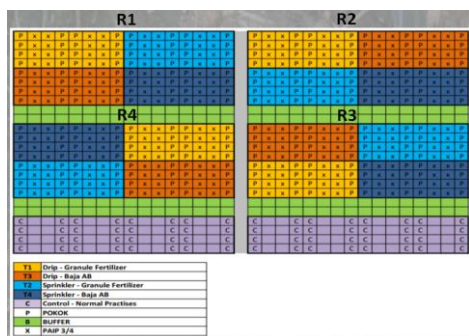 R1 R2
P x x P P x x P P x x P P x x P P x x P P x x P P x x P P x x P
P x x P P x x P P x x P P x x P P x x P P x x P P x x P P x x P
P x x P P x x P P x x P P x x P P x x P P x x P P x x P P x x P
P x x P P x x P P x x P P x x P P x x P P x x P P x x P P x x P
P x x P P x x P P x x P P x x P P x x P P x x P P x x P P x x P
P x x P P x x P P x x P P x x P P x x P P x x P P x x P P x x P
P x x P P x x P P x x P P x x P P x x P P x x P P x x P P x x P
P x x P P x x P P x x P P x x P P x x P P x x P P x x P P x x P
R4 R3
P x x P P x x P P x x P P x x P P x x P P x x P P x x P P x x P
P x x P P x x P P x x P P x x P P x x P P x x P P x x P P x x P
P x x P P x x P P x x P P x x P P x x P P x x P P x x P P x x P
P x x P P x x P P x x P P x x P P x x P P x x P P x x P P x x P
P x x P P x x P P x x P P x x P P x x P P x x P P x x P P x x P
P x x P P x x P P x x P P x x P P x x P P x x P P x x P P x x P
P x x P P x x P P x x P P x x P P x x P P x x P P x x P P x x P
P x x P P x x P P x x P P x x P P x x P P x x P P x x P P x x P
C C C C C C C C C C C C C C C C
C C C C C C C C C C C C C C C C
C C C C C C C C C C C C C C C C
C C C C C C C C C C C C C C C C
T1 Drip - Granule Fertilizer
T3 Drip - Baja AB
T2 Sprinkler - Granule Fertilizer
T4 Sprinkler - Baja AB
C Control - Normal Practises
P POKOK
B BUFFER
X PAIP 3/4